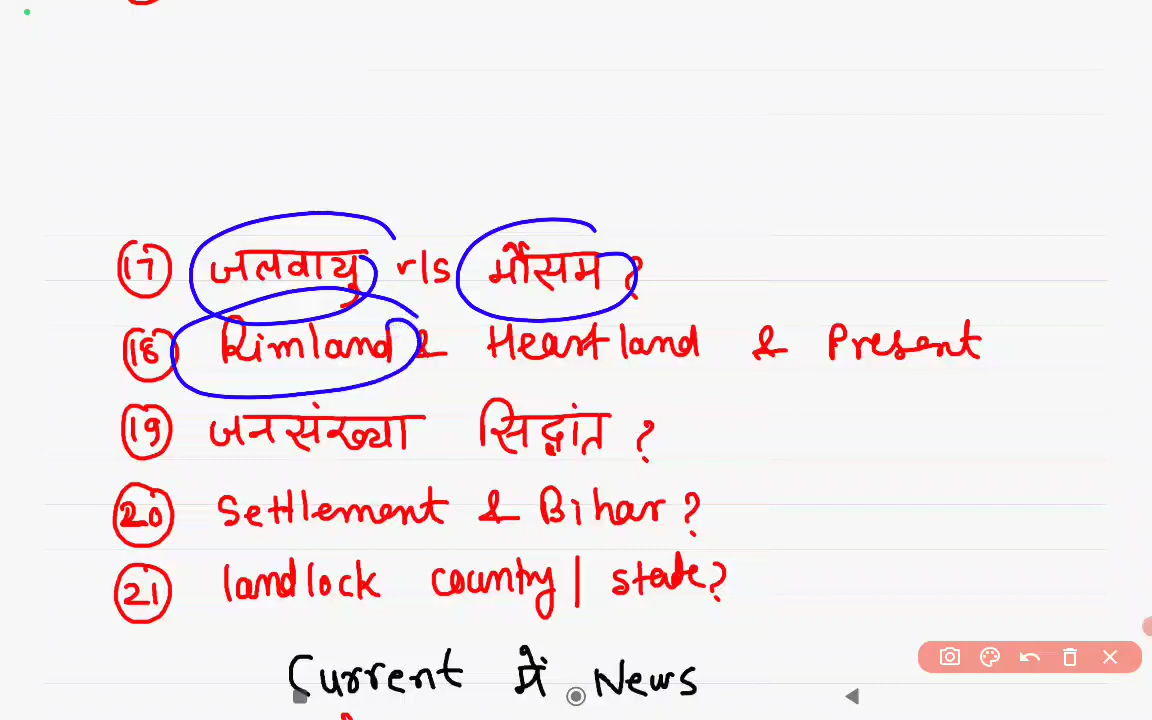 17 जलवायु v/s मौसम ?
18 Rimland & Heartland & Present
19 जनसंख्या सिद्धांत ?
20 Settlement & Bihar ?
21 landlock country | state ?
Current में News